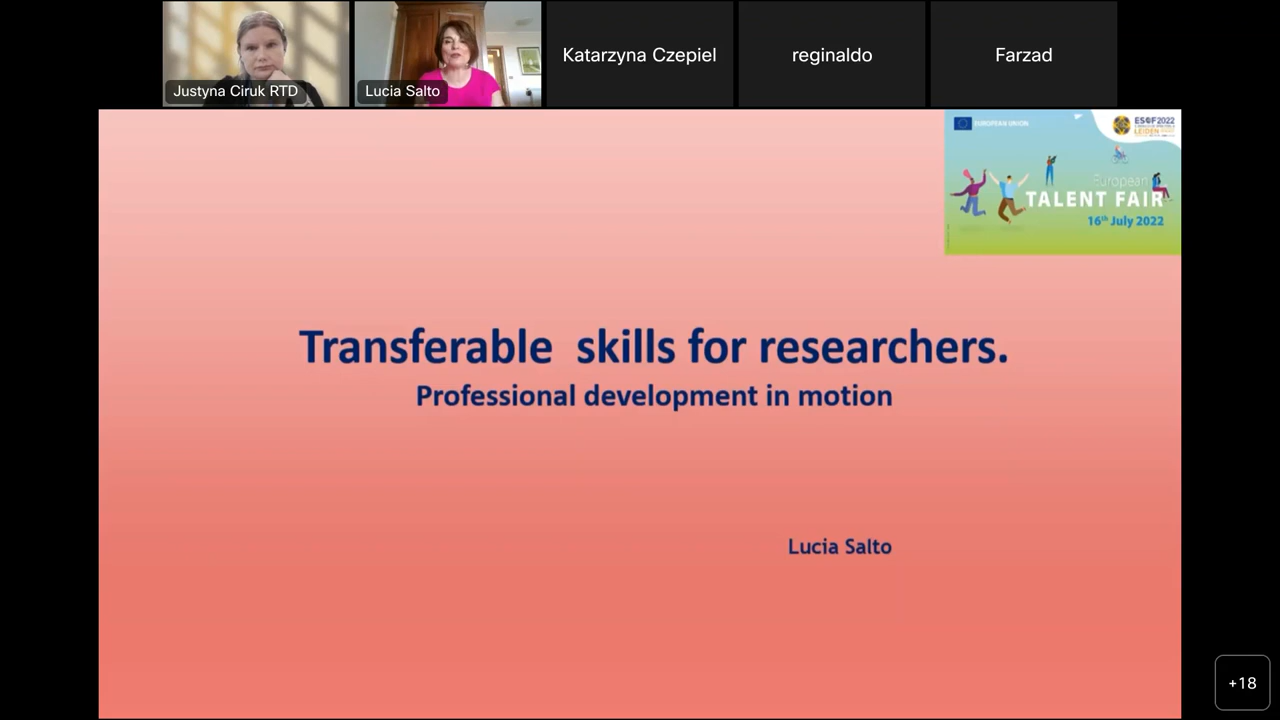 Justyna Ciruk RTD
Lucia Salto
Katarzyna Czepiel
reginaldo
Farzad
EUROPEAN UNION
ESOF2022
LEIDEN
European
TALENT FAIR
16th July 2022
Transferable skills for researchers.
Professional development in motion
Lucia Salto
+18